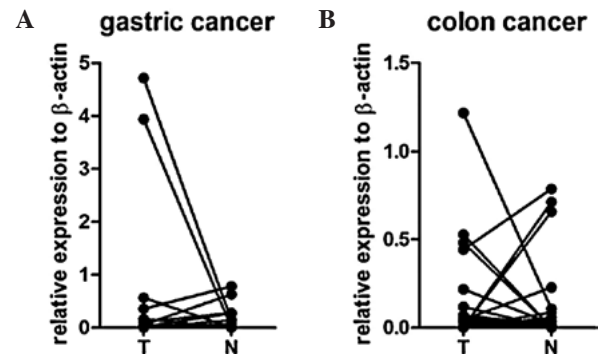 A gastric cancer
relative expression to β-actin
5
4
3
2
1
0
T N
B colon cancer
relative expression to β-actin
1.5
1.0
0.5
0.0
T N